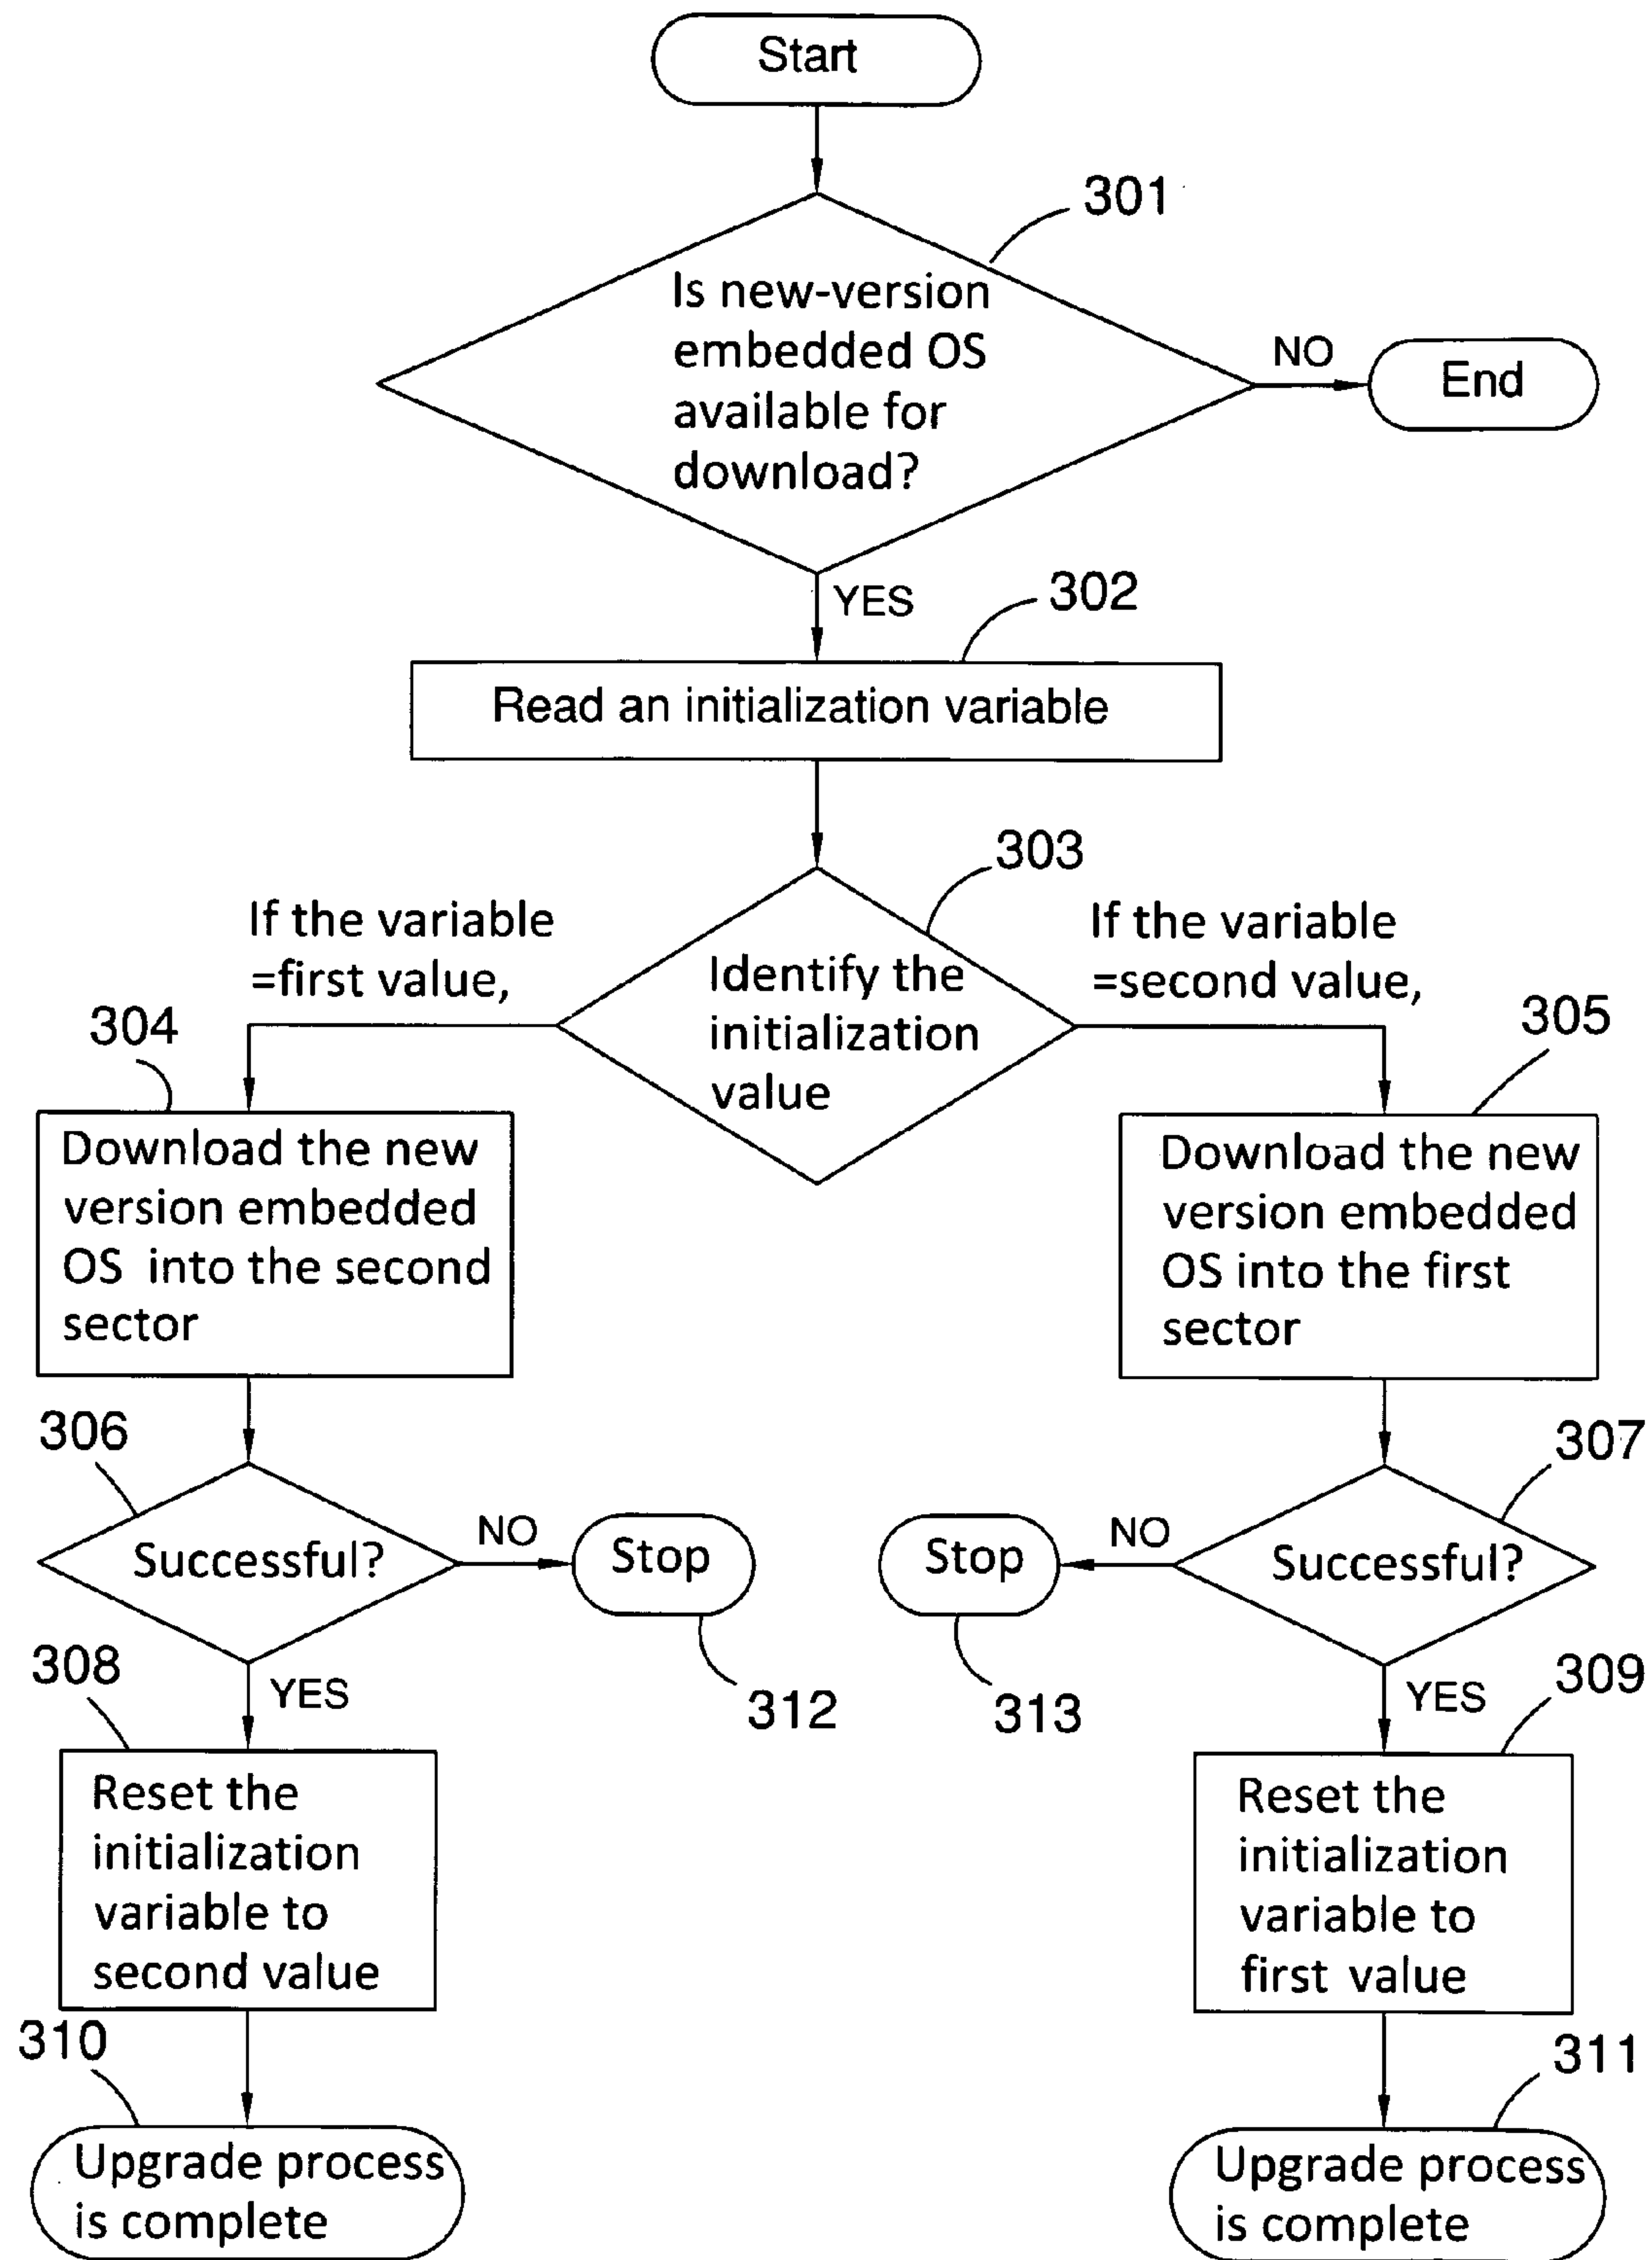 Start
301
Is new-version
embedded OS
available for
download?
NO
End
YES
302
Read an initialization variable
303
If the variable
=first value,
Identify the
initialization
value
If the variable
=second value,
304
305
Download the new
version embedded
OS into the second
sector
Download the new
version embedded
OS into the first
sector
306
307
Successful?
NO
Stop
312
Stop
313
NO
Successful?
308
YES
309
YES
Reset the
initialization
variable to
second value
Reset the
initialization
variable to
first value
310
311
Upgrade process
is complete
Upgrade process
is complete